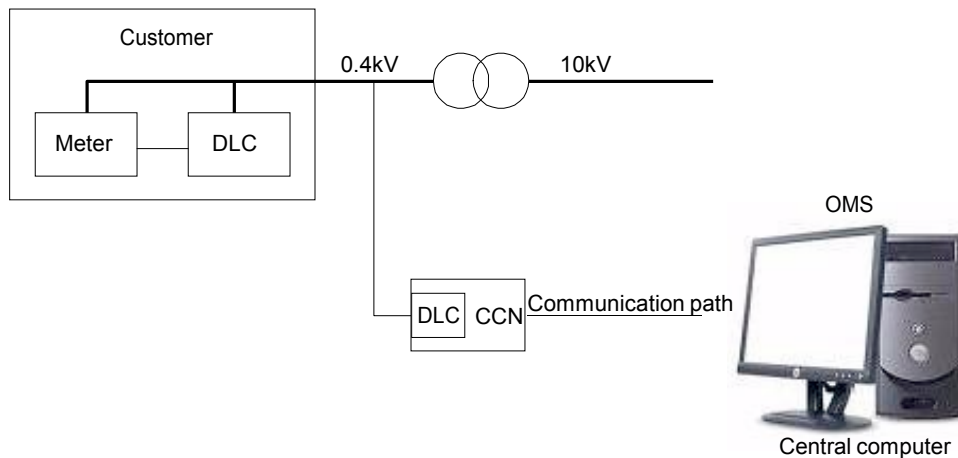 Customer
0.4kV
10kV
Meter
DLC
OMS
DLC
CCN
Communication path
Central computer